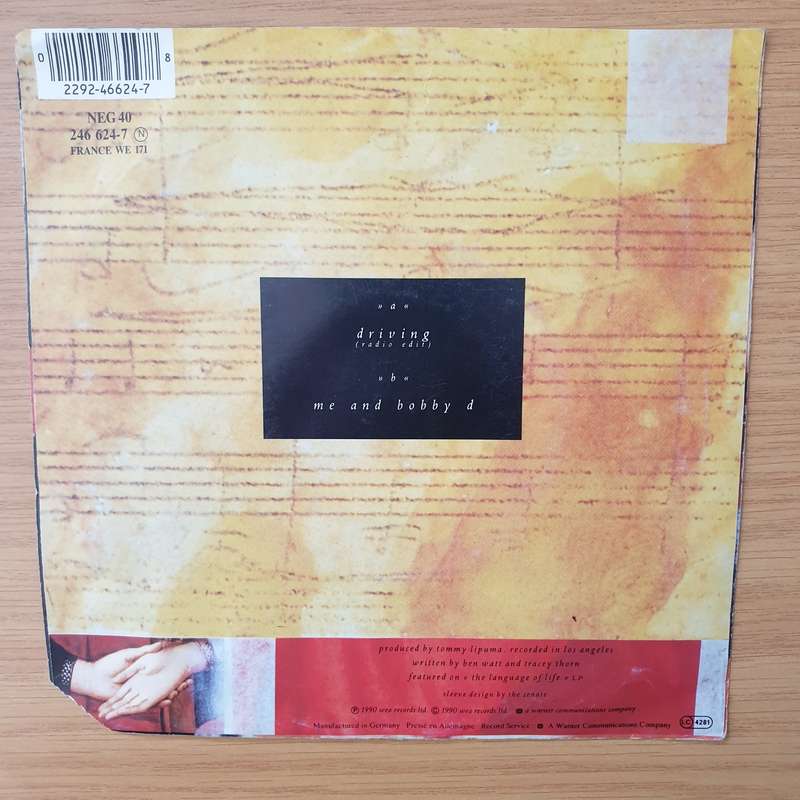 0 8
2292-46624-7
NEG 40
246 624-7 N
FRANCE WE 171
» a «
driving
(radio edit)
» b «
me and bobby d
produced by tommy lipuma. recorded in los angeles
written by ben watt and tracey thorn
featured on » the language of life « LP
sleeve design by the senate
℗ 1990 wea records ltd. © 1990 wea records ltd. a warner communications company
Manufactured in Germany Pressé en Allemagne Record Service A Warner Communications Company
LC 4281